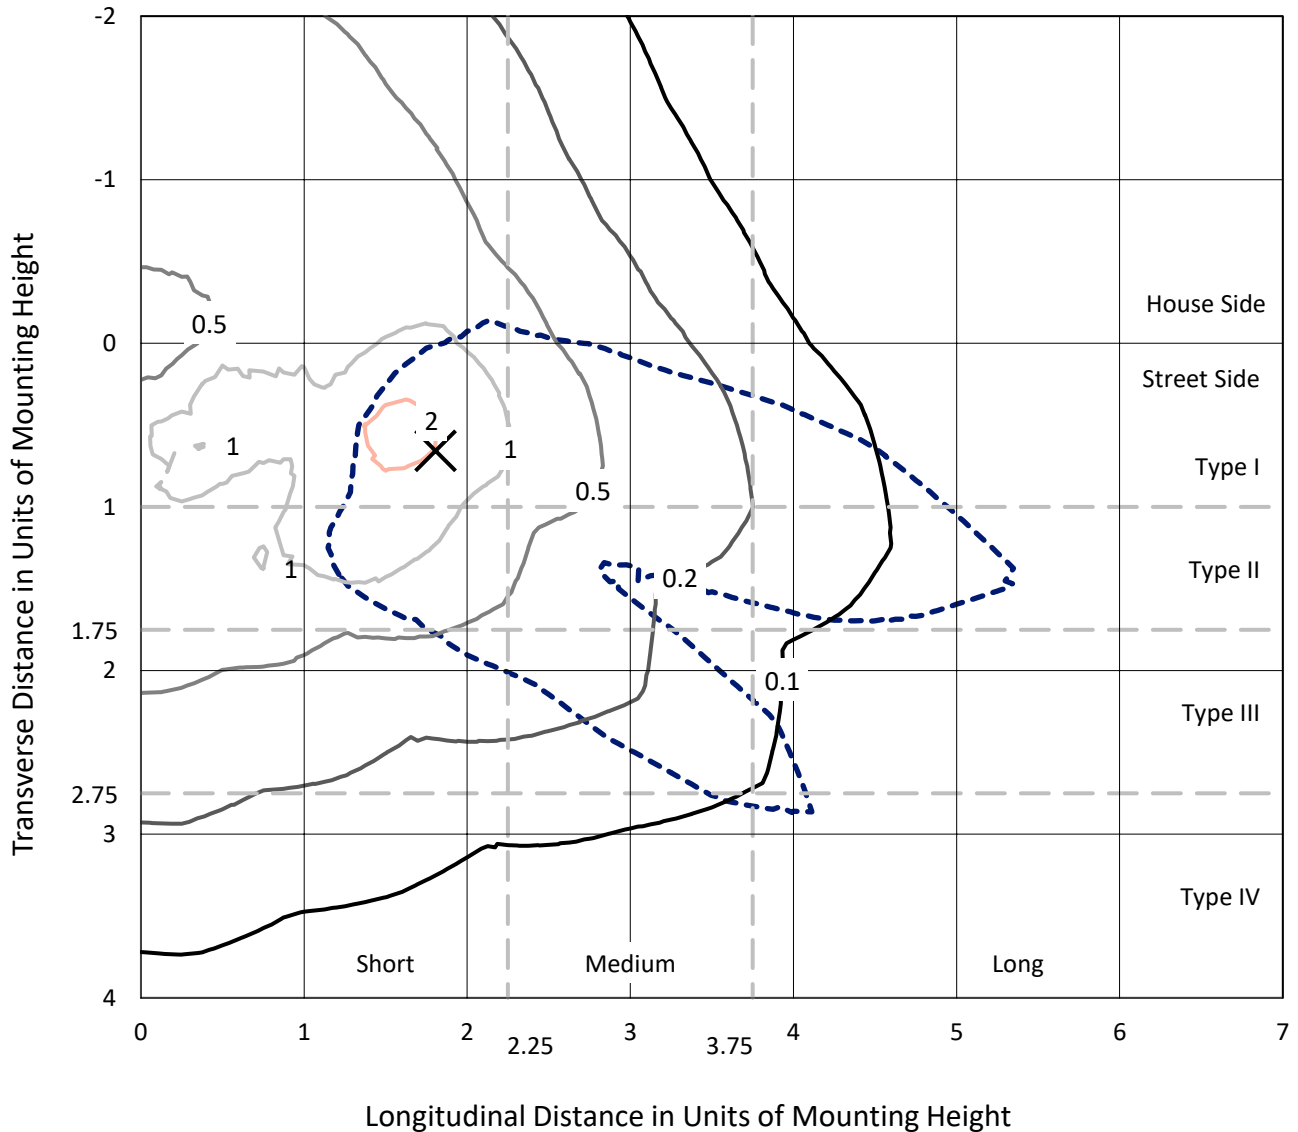 Transverse Distance in Units of Mounting Height
-2
-1
0
1
1.75
2
2.75
3
4
0.5
1
2
1
0.5
1
0.2
0.1
House Side
Street Side
Type I
Type II
Type III
Type IV
Short
Medium
Long
0
1
2
2.25
3
3.75
4
5
6
7
Longitudinal Distance in Units of Mounting Height